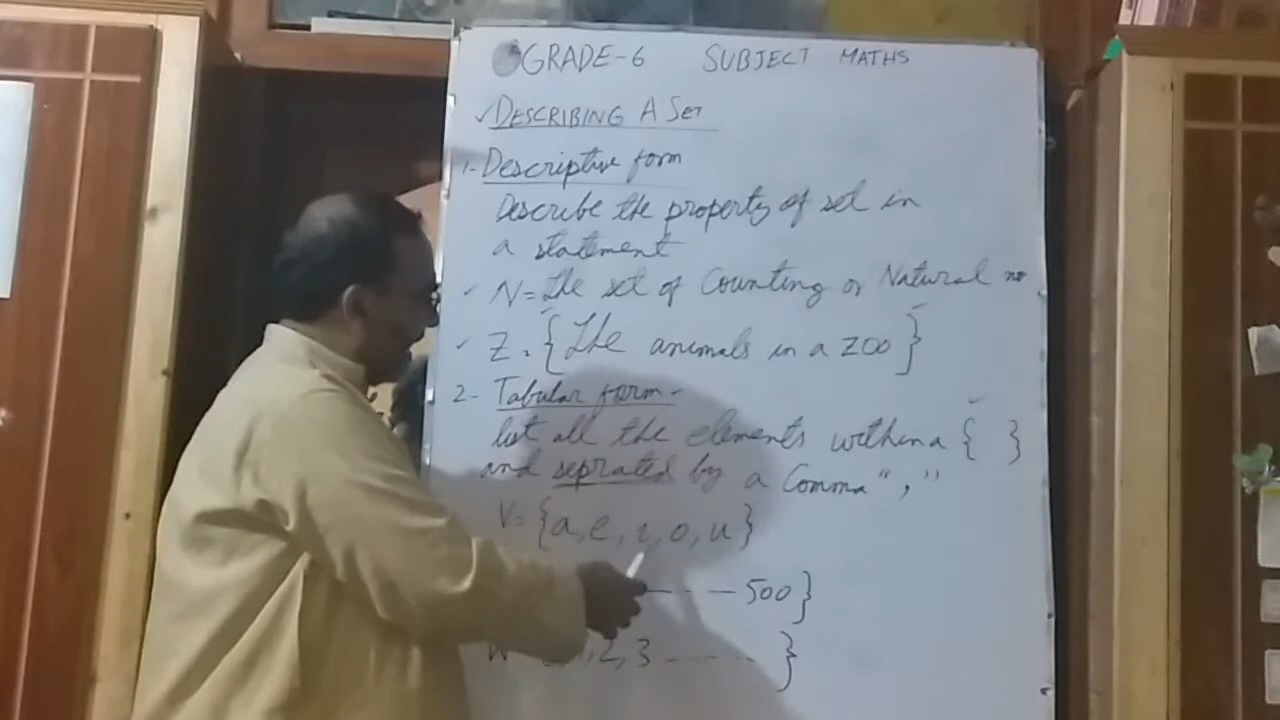 GRADE-6 SUBJECT MATHS
✓DESCRIBING A SET
1- Descriptive form
Describe the property of set in
a statement
✓ N = The set of Counting or Natural no
✓ Z = {The animals in a ZOO}
2- Tabular form-
list all the elements within a { }
and seprated by a Comma “,”
V = {a, e, i, o, u}
- - - - 500}
W 2, 3 ....... }